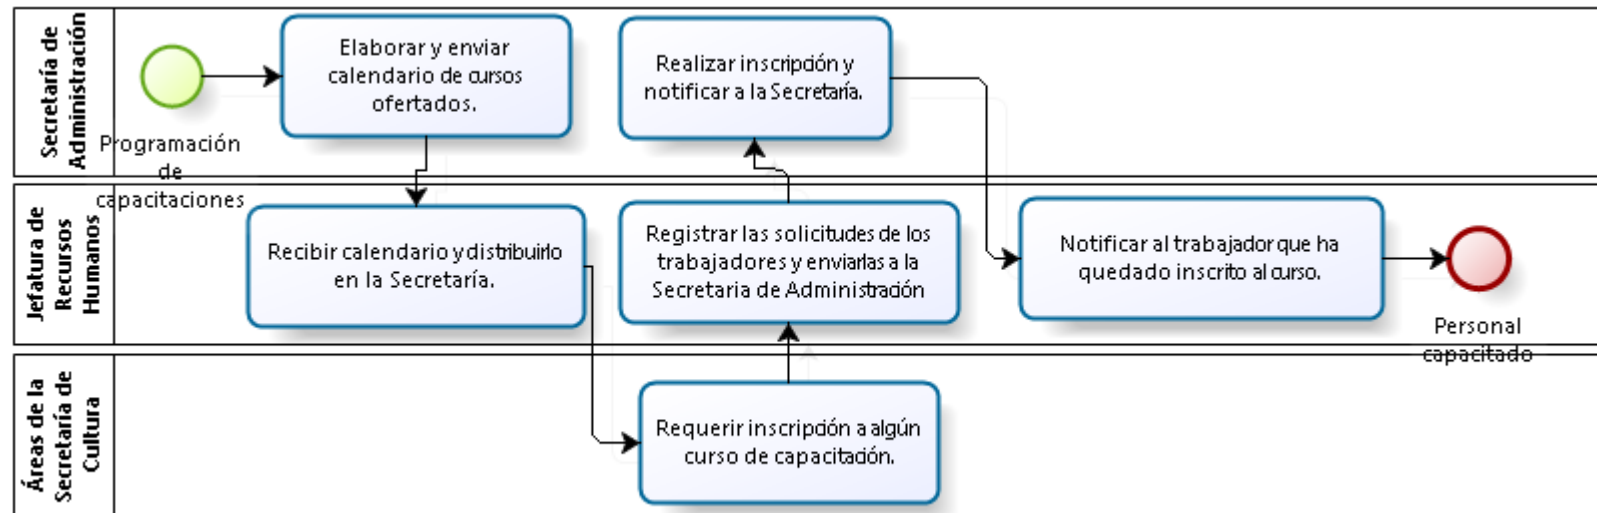 Secretaría de
Administración
Programación
de
capacitaciones
Elaborar y enviar
calendario de cursos
ofertados.
Realizar inscripción y
notificar a la Secretaría.
Jefatura de
Recursos
Humanos
Recibir calendario y distribuirlo
en la Secretaría.
Registrar las solicitudes de los
trabajadores y enviarlas a la
Secretaria de Administración
Notificar al trabajador que ha
quedado inscrito al curso.
Personal
capacitado
Áreas de la
Secretaría de
Cultura
Requerir inscripción a algún
curso de capacitación.